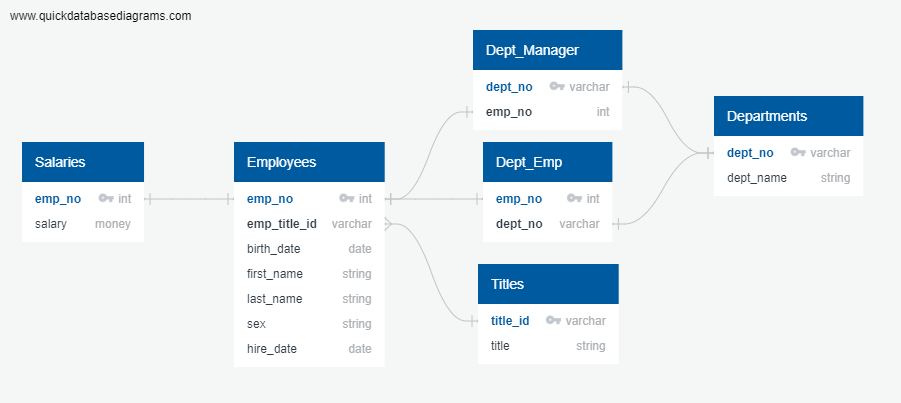 www.quickdatabasediagrams.com
Salaries
emp_no int
salary money
Employees
emp_no int
emp_title_id varchar
birth_date date
first_name string
last_name string
sex string
hire_date date
Dept_Manager
dept_no varchar
emp_no int
Dept_Emp
emp_no int
dept_no varchar
Titles
title_id varchar
title string
Departments
dept_no varchar
dept_name string